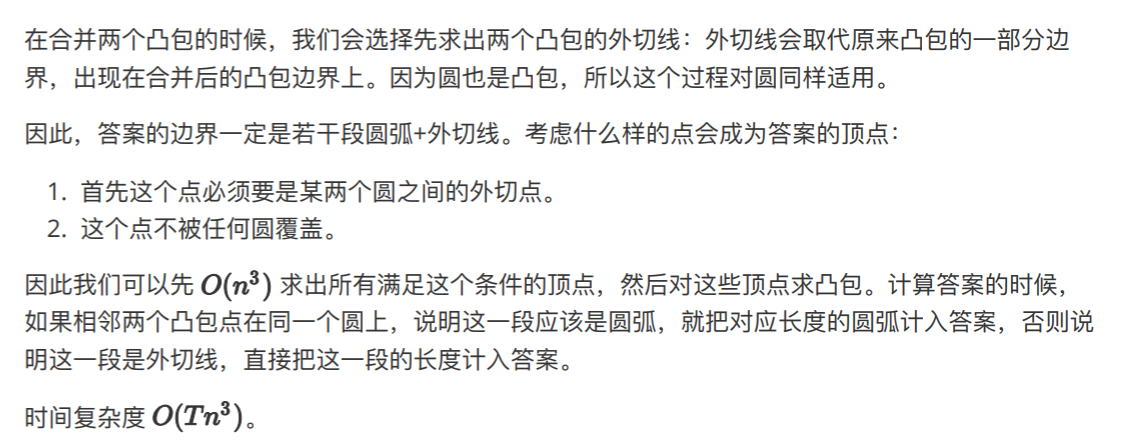 在合并两个凸包的时候，我们会选择先求出两个凸包的外切线：外切线会取代原来凸包的一部分边
界，出现在合并后的凸包边界上。因为圆也是凸包，所以这个过程对圆同样适用。
因此，答案的边界一定是若干段圆弧+外切线。考虑什么样的点会成为答案的顶点：
1. 首先这个点必须要是某两个圆之间的外切点。
2. 这个点不被任何圆覆盖。
因此我们可以先 O(n³) 求出所有满足这个条件的顶点，然后对这些顶点求凸包。计算答案的时候，
如果相邻两个凸包点在同一个圆上，说明这一段应该是圆弧，就把对应长度的圆弧计入答案，否则说
明这一段是外切线，直接把这一段的长度计入答案。
时间复杂度 O(Tn³)。